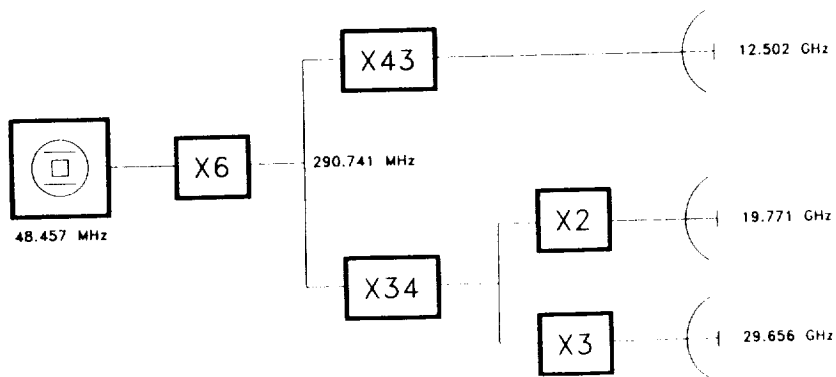 X43
12.502 GHz
X6
290.741 MHz
48.457 MHz
X2
19.771 GHz
X34
X3
29.656 GHz